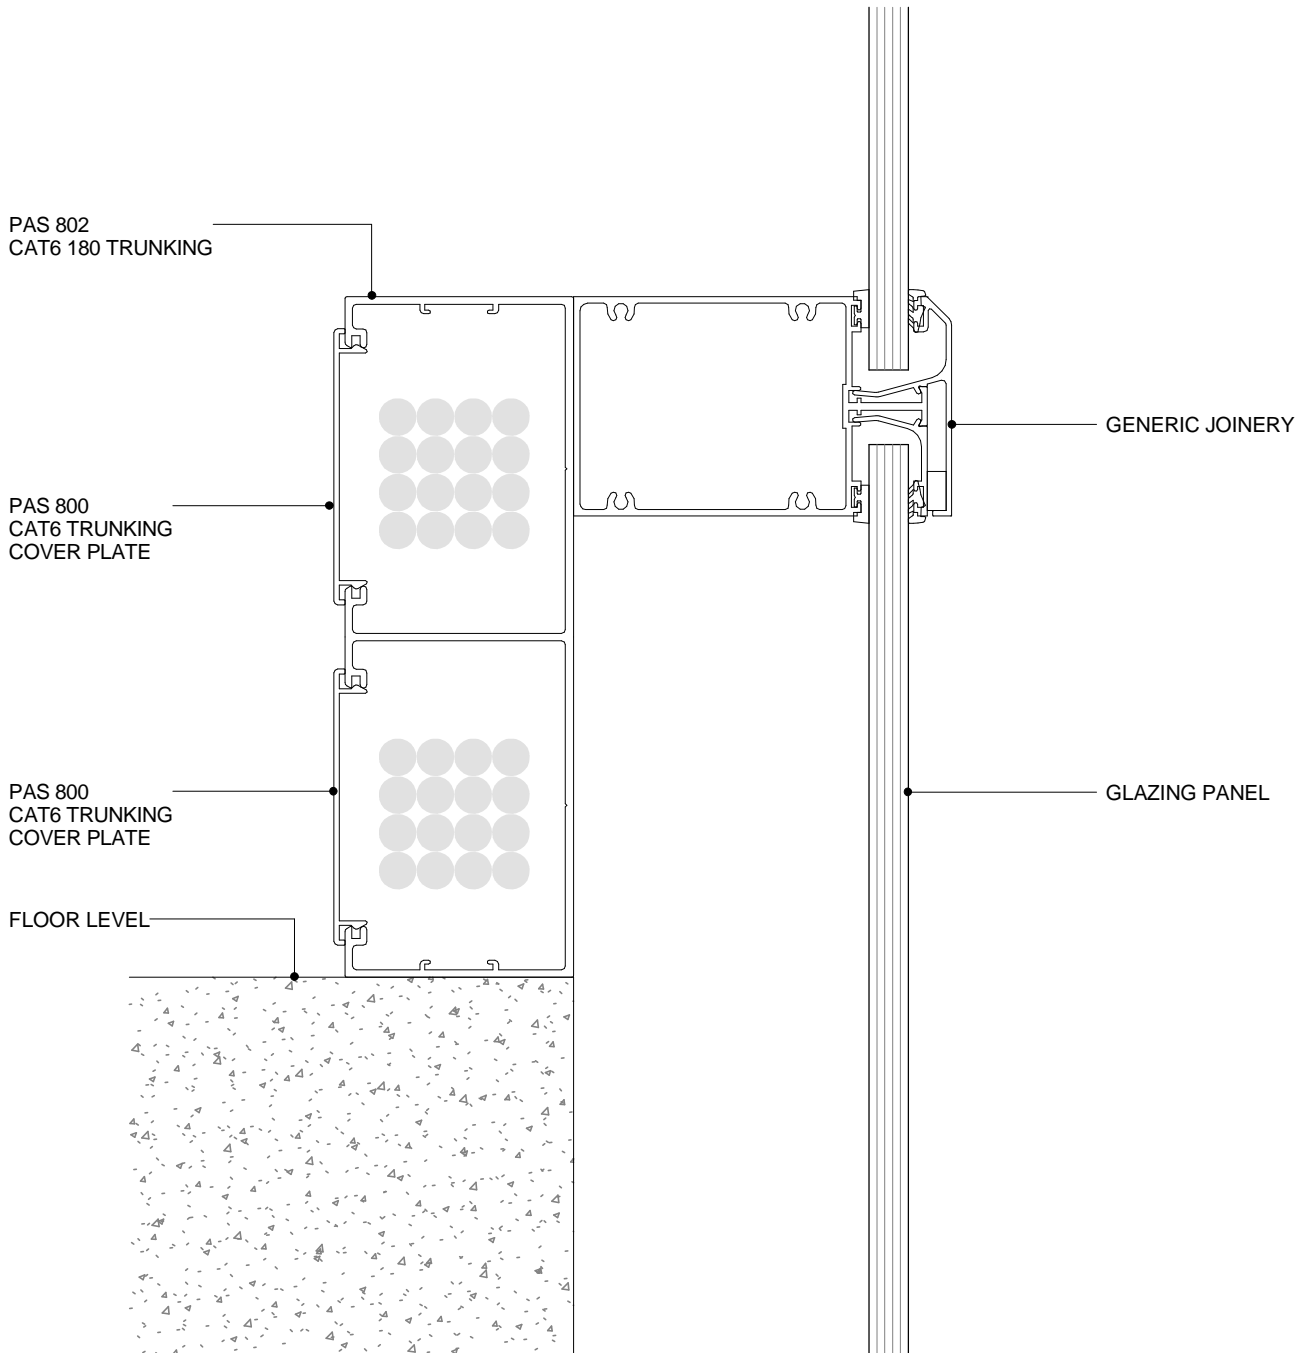 PAS 802
CAT6 180 TRUNKING
GENERIC JOINERY
PAS 800
CAT6 TRUNKING
COVER PLATE
PAS 800
CAT6 TRUNKING
COVER PLATE
GLAZING PANEL
FLOOR LEVEL